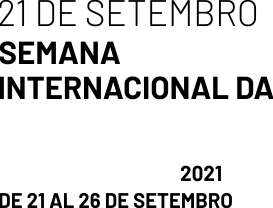 21 DE SETEMBRO
SEMANA
INTERNACIONAL DA
2021
DE 21 AL 26 DE SETEMBRO